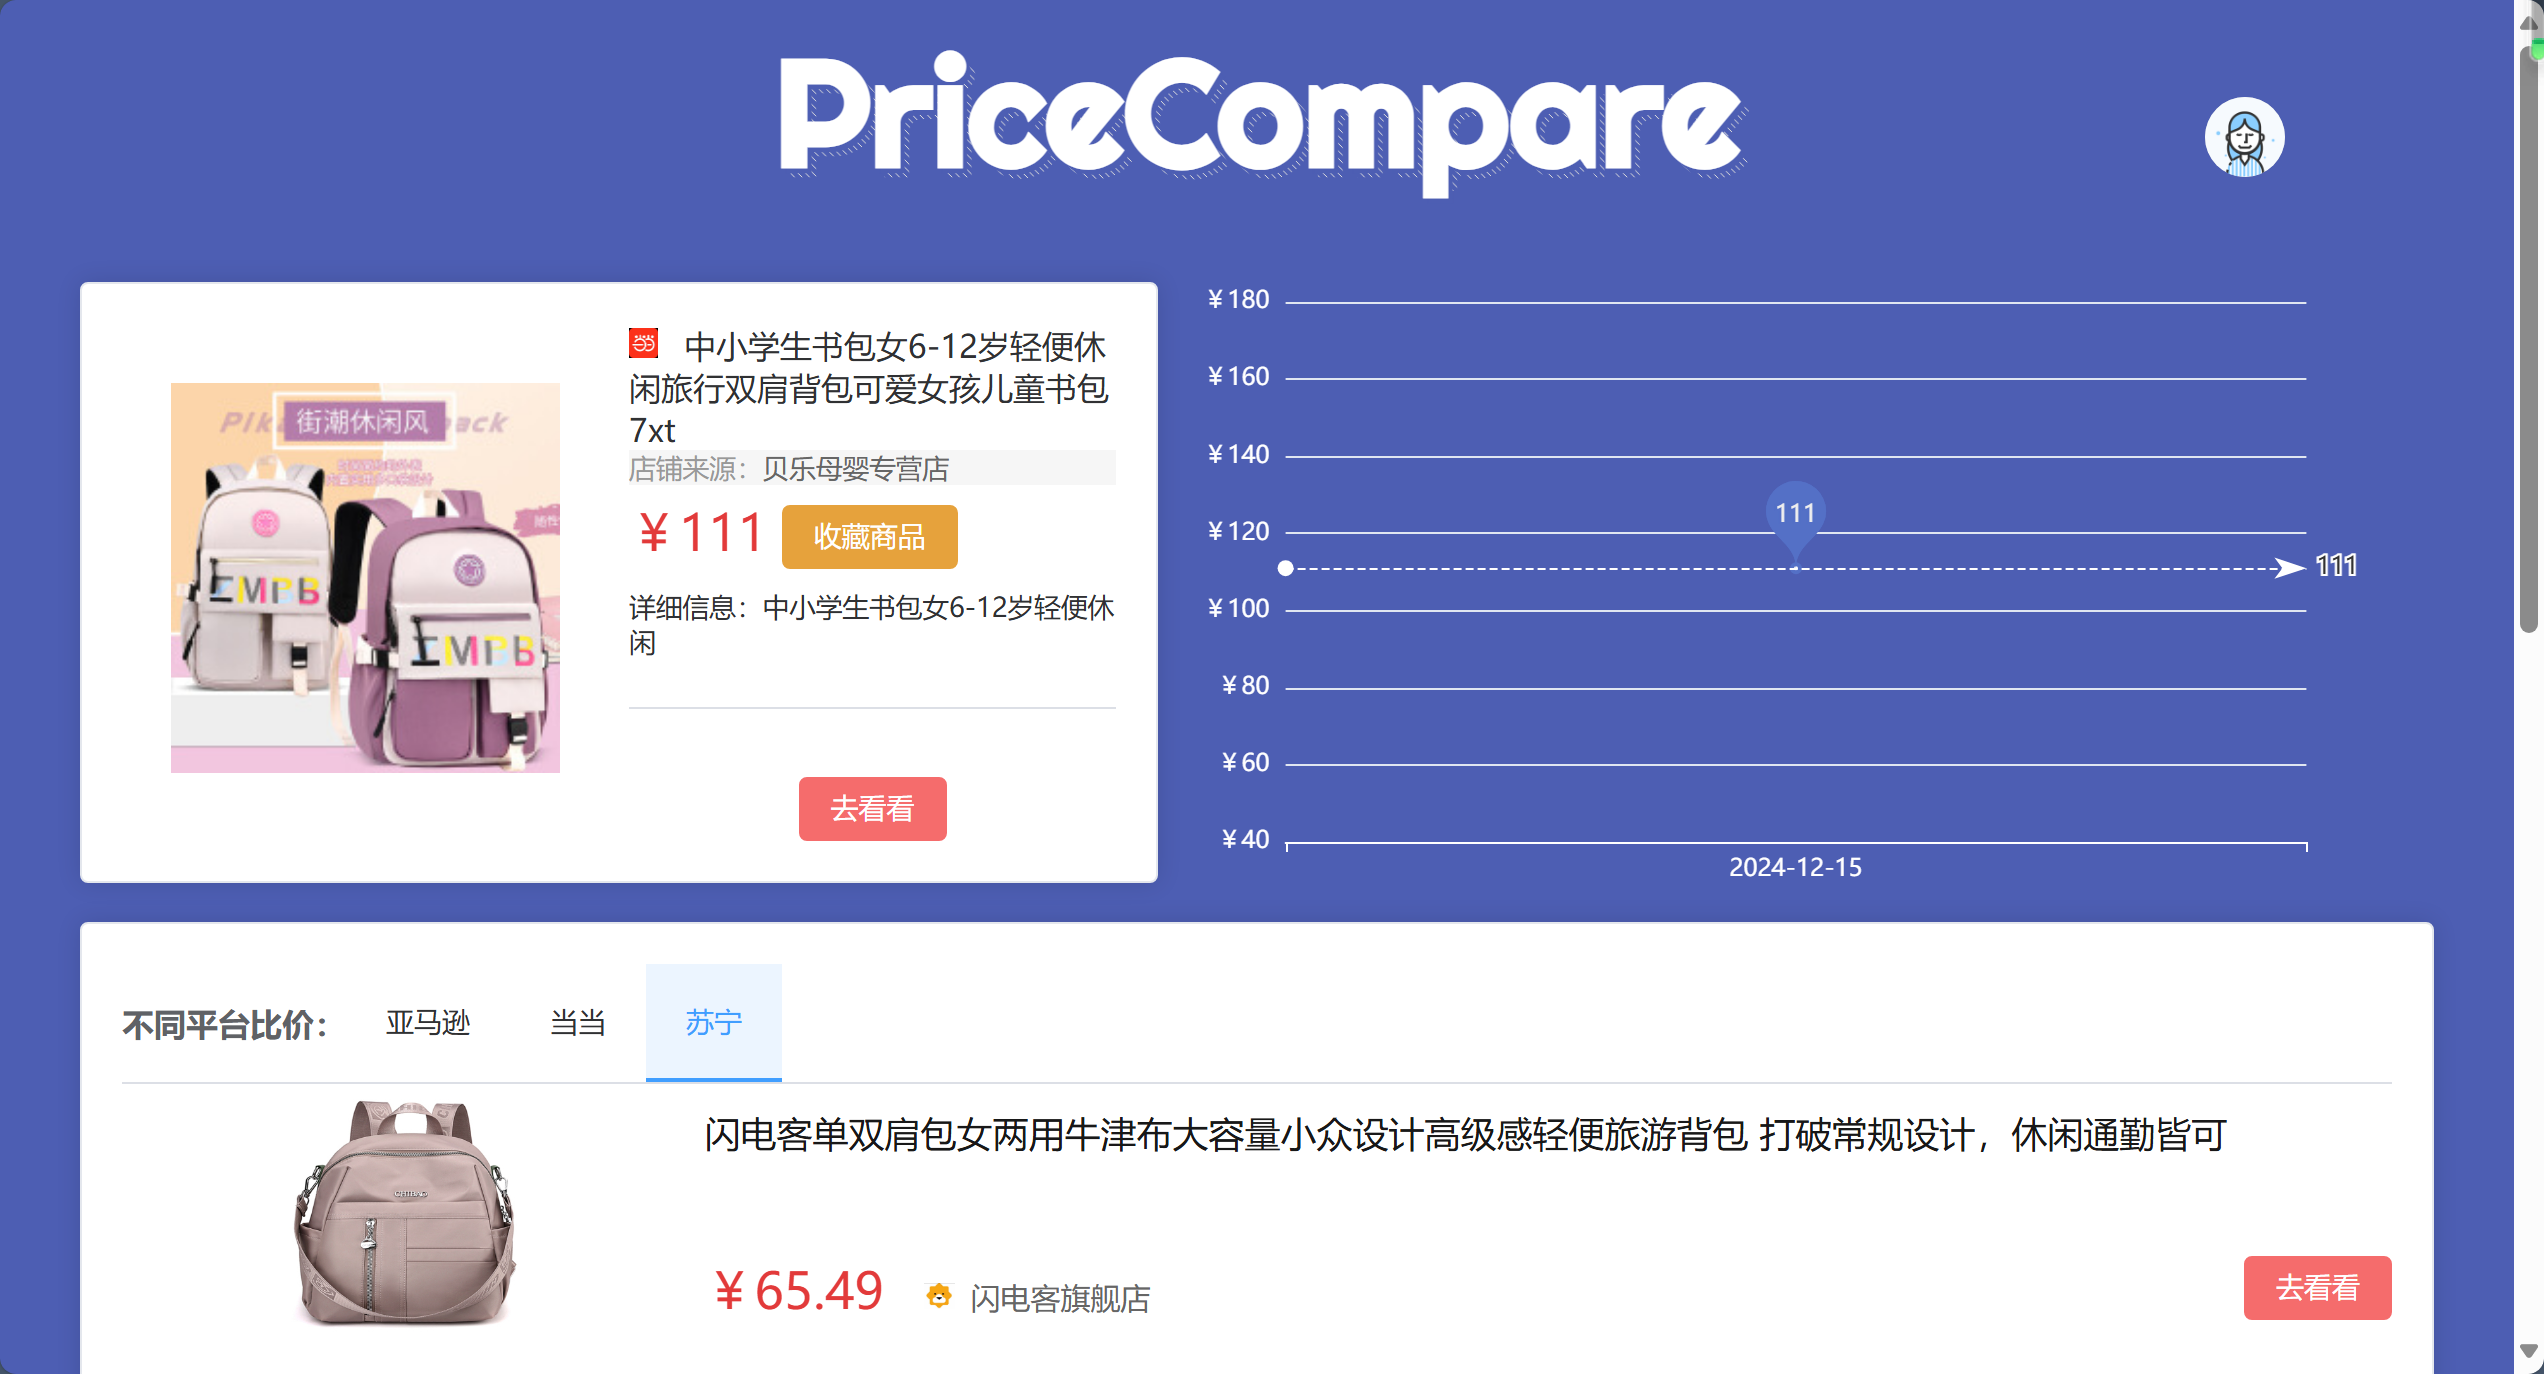 PriceCompare
中小学生书包女6-12岁轻便休
闲旅行双肩背包可爱女孩儿童书包
7xt
店铺来源：贝乐母婴专营店
¥ 111
收藏商品
详细信息：中小学生书包女6-12岁轻便休
闲
去看看
街潮休闲风
¥ 180
¥ 160
¥ 140
¥ 120
¥ 100
¥ 80
¥ 60
¥ 40
111
111
2024-12-15
不同平台比价：
亚马逊
当当
苏宁
闪电客单双肩包女两用牛津布大容量小众设计高级感轻便旅游背包 打破常规设计，休闲通勤皆可
¥ 65.49
闪电客旗舰店
去看看